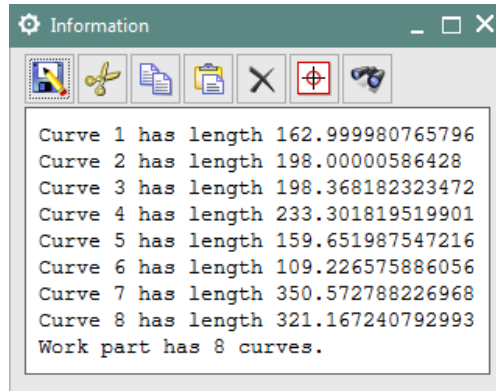 Information
Curve 1 has length 162.999980765796
Curve 2 has length 198.00000586428
Curve 3 has length 198.368182323472
Curve 4 has length 233.301819519901
Curve 5 has length 159.651987547216
Curve 6 has length 109.226575886056
Curve 7 has length 350.572788226968
Curve 8 has length 321.167240792993
Work part has 8 curves.